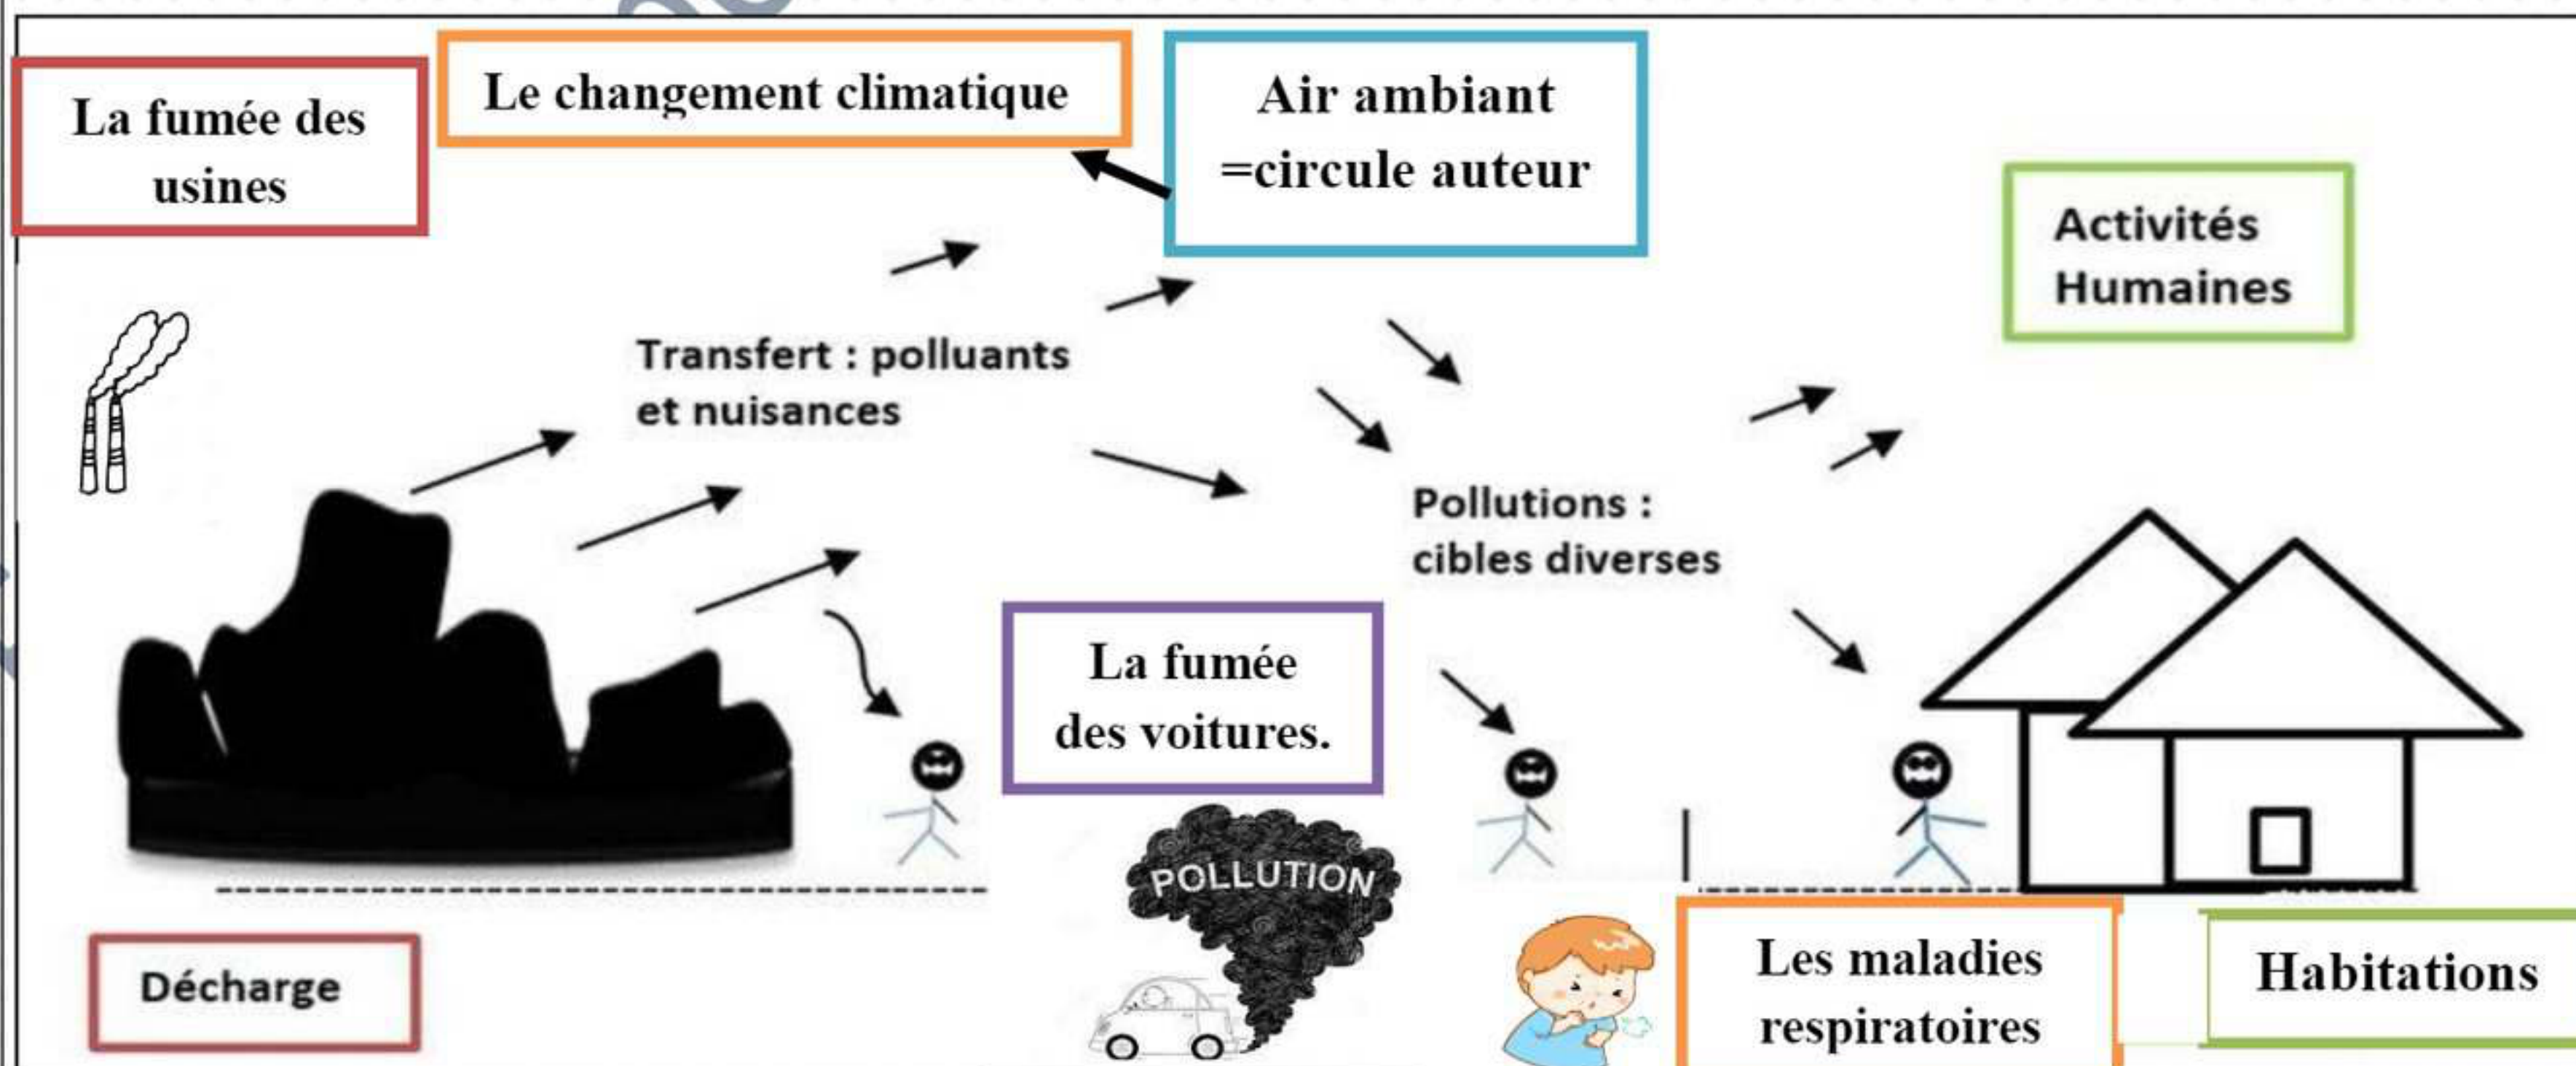 La fumée des
usines
Le changement climatique
Air ambiant
=circule auteur
Activités
Humaines
Transfert : polluants
et nuisances
Pollutions :
cibles diverses
La fumée
des voitures.
POLLUTION
Décharge
Les maladies
respiratoires
Habitations